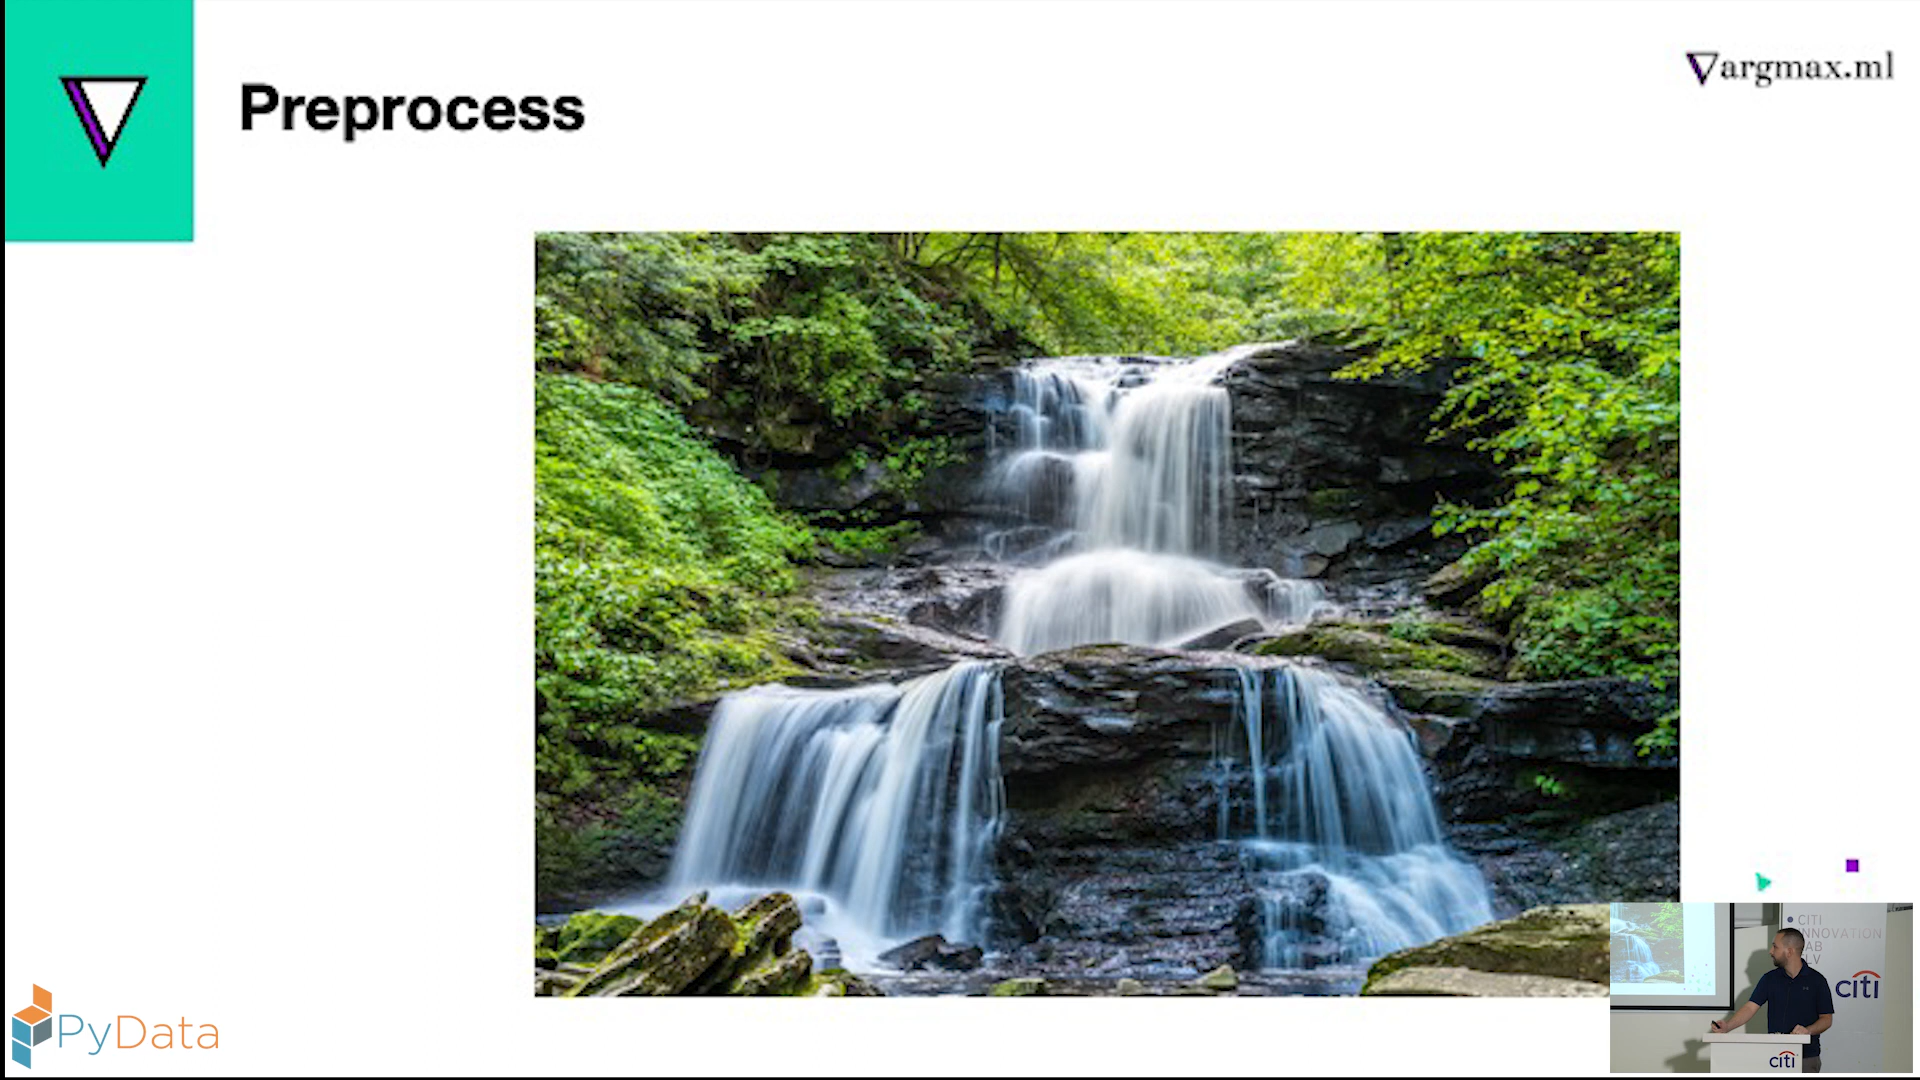 Preprocess
argmax.ml
CITI
INNOVATION
LAB
TLV
citi
citi
PyData